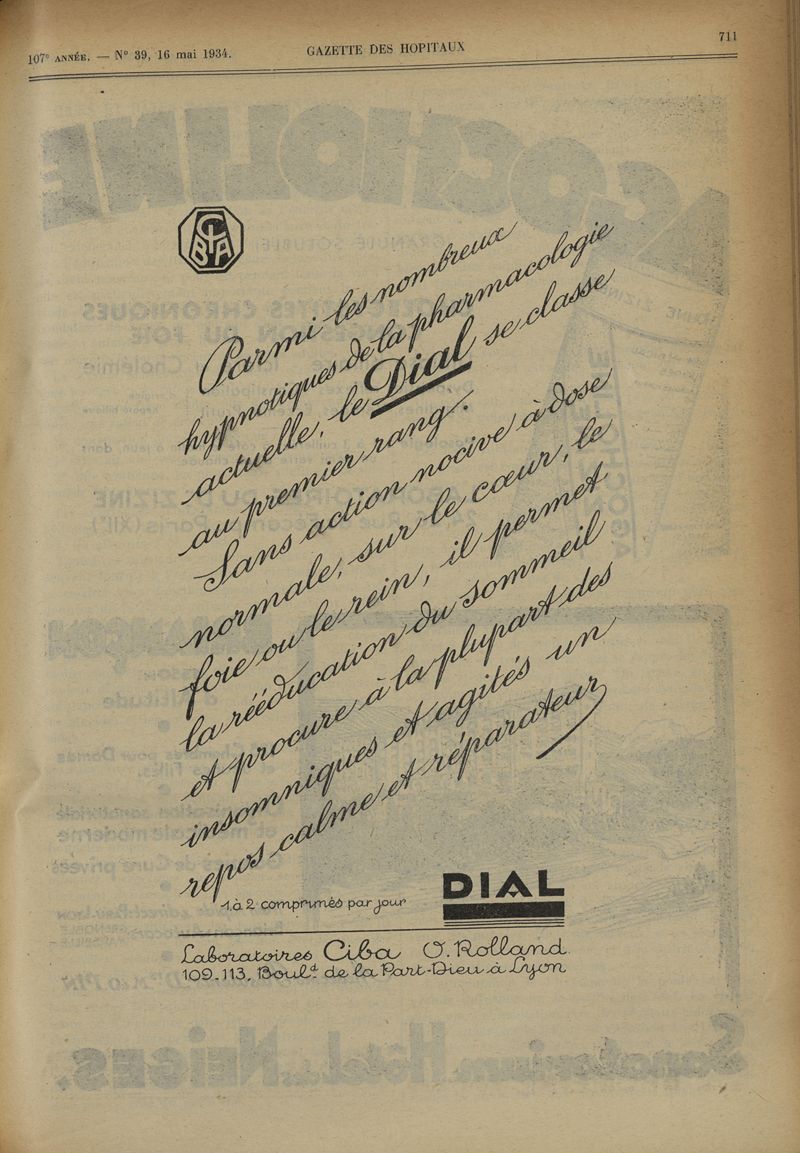 107e ANNÉE. — N° 39, 16 mai 1934.
GAZETTE DES HOPITAUX
711
CIBA
Parmi les nombreux
hypnotiques de la pharmacologie
actuelle, le Dial se classe
au premier rang.
Sans action nocive à dose
normale, sur le cœur, le
foie ou le rein, il permet
la rééducation du sommeil
et procure à la plupart des
insomniques et agités un
repos calme et réparateur
1 à 2 comprimés par jour
DIAL
Laboratoires Ciba O. Rolland
109-113, Boul.d de la Part-Dieu à Lyon